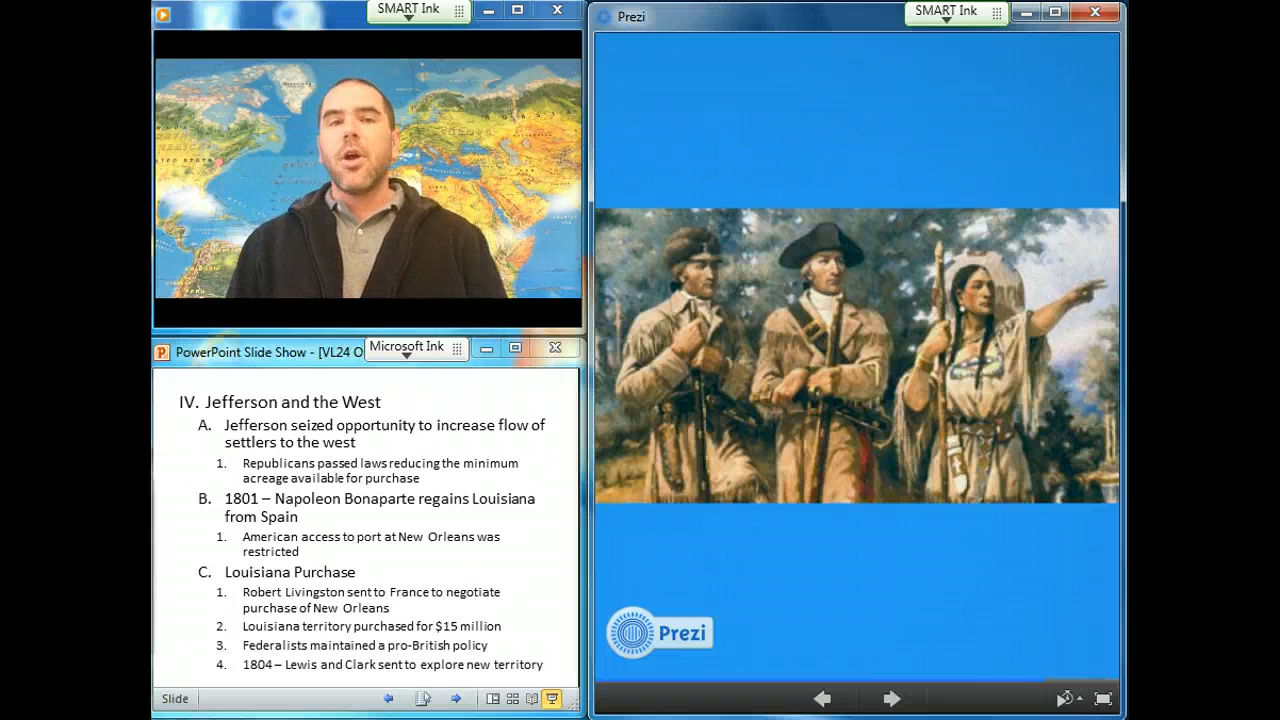 SMART Ink
PowerPoint Slide Show - [VL24 O
Microsoft Ink
IV. Jefferson and the West
A. Jefferson seized opportunity to increase flow of
settlers to the west
1. Republicans passed laws reducing the minimum
acreage available for purchase
B. 1801 – Napoleon Bonaparte regains Louisiana
from Spain
1. American access to port at New Orleans was
restricted
C. Louisiana Purchase
1. Robert Livingston sent to France to negotiate
purchase of New Orleans
2. Louisiana territory purchased for $15 million
3. Federalists maintained a pro-British policy
4. 1804 – Lewis and Clark sent to explore new territory
Slide
Prezi
SMART Ink
Prezi